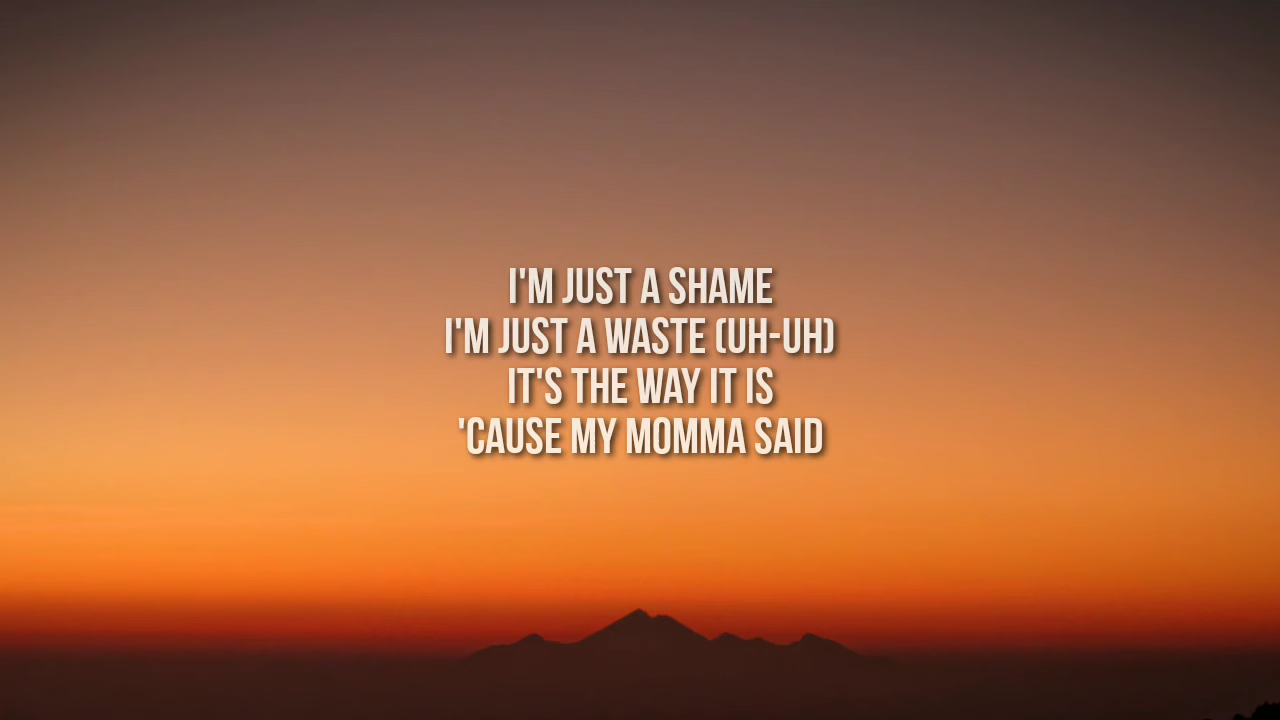 I'M JUST A SHAME
I'M JUST A WASTE (UH-UH)
IT'S THE WAY IT IS
'CAUSE MY MOMMA SAID